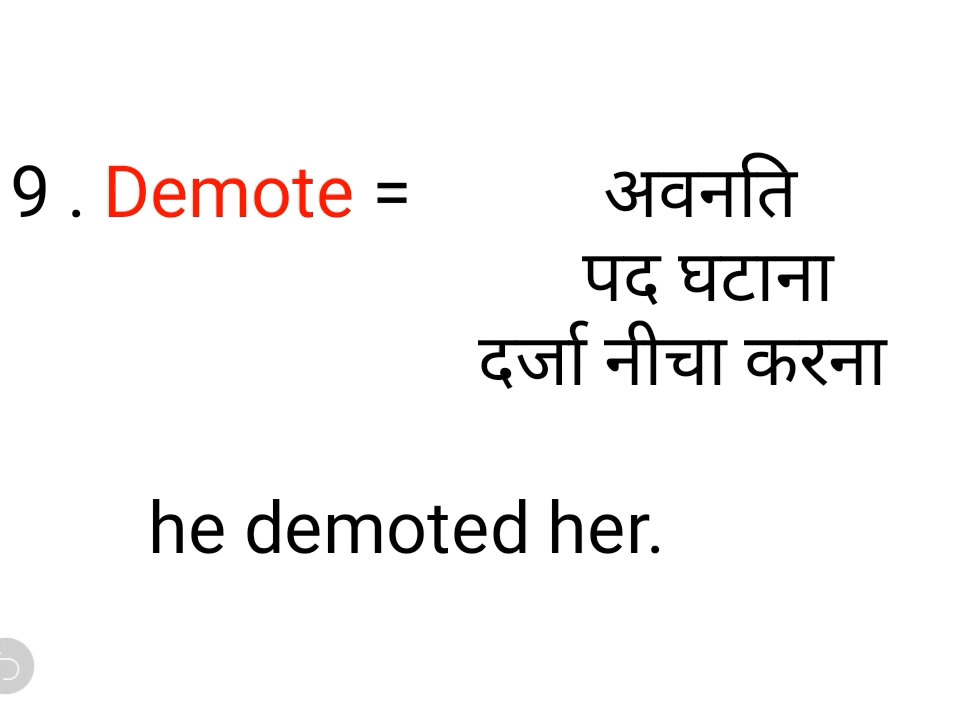 9 . Demote = अवनति
पद घटाना
दर्जा नीचा करना
he demoted her.